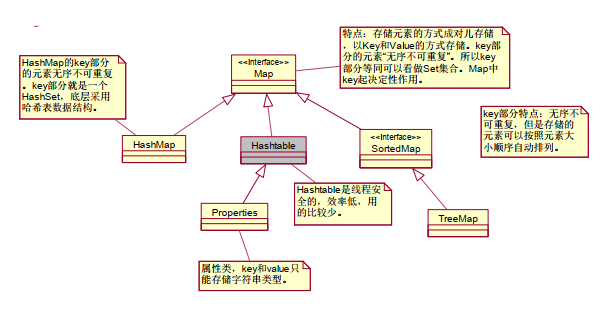 HashMap的key部分
的元素无序不可重
复。key部分就是一个
HashSet，底层采用
哈希表数据结构。
<<Interface>>
Map
特点：存储元素的方式成对儿存储
，以Key和Value的方式存储。key部
分的元素“无序不可重复”。所以key
部分等同可以看做Set集合。Map中
key起决定性作用。
HashMap
Hashtable
<<Interface>>
SortedMap
key部分特点：无序不
可重复，但是存储的
元素可以按照元素大
小顺序自动排列。
Hashtable是线程安
全的，效率低，用
的比较少。
Properties
TreeMap
属性类，key和value只
能存储字符串类型。